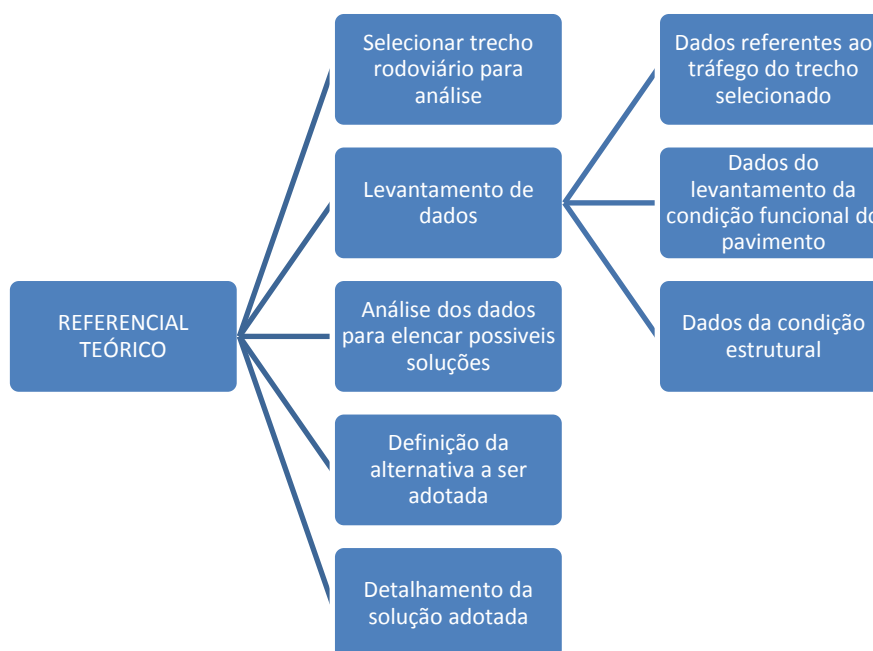 REFERENCIAL
TEÓRICO
Selecionar trecho
rodoviário para
análise
Levantamento de
dados
Dados referentes ao
tráfego do trecho
selecionado
Dados do
levantamento da
condição funcional do
pavimento
Dados da condição
estrutural
Análise dos dados
para elencar possiveis
soluções
Definição da
alternativa a ser
adotada
Detalhamento da
solução adotada